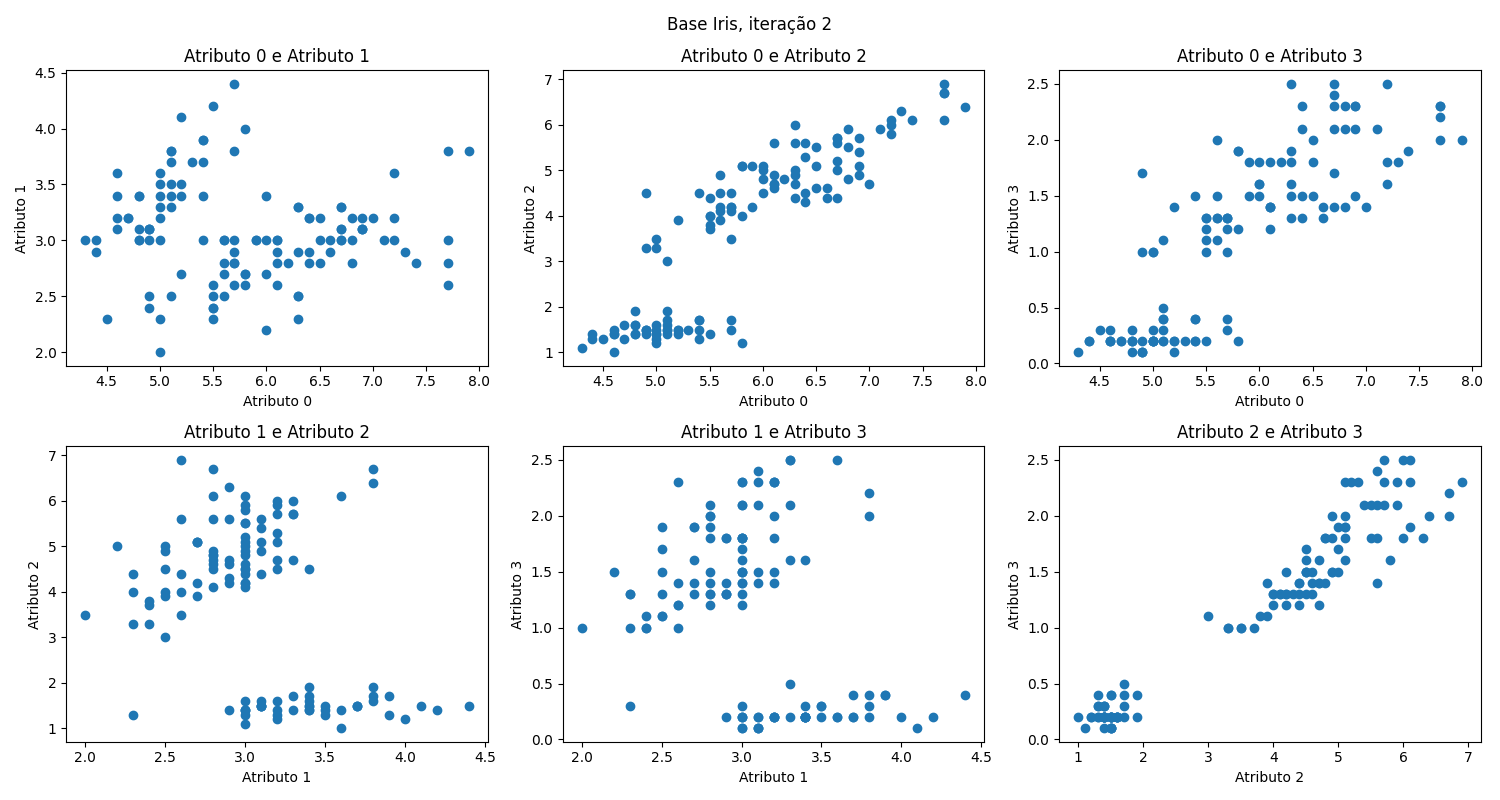 Base Iris, iteração 2
Atributo 0 e Atributo 1
4.5
4.0
3.5
3.0
2.5
2.0
Atributo 1
4.5 5.0 5.5 6.0 6.5 7.0 7.5 8.0
Atributo 0
Atributo 0 e Atributo 2
7
6
5
4
3
2
1
Atributo 2
4.5 5.0 5.5 6.0 6.5 7.0 7.5 8.0
Atributo 0
Atributo 0 e Atributo 3
2.5
2.0
1.5
1.0
0.5
0.0
Atributo 3
4.5 5.0 5.5 6.0 6.5 7.0 7.5 8.0
Atributo 0
Atributo 1 e Atributo 2
7
6
5
4
3
2
1
Atributo 2
2.0 2.5 3.0 3.5 4.0 4.5
Atributo 1
Atributo 1 e Atributo 3
2.5
2.0
1.5
1.0
0.5
0.0
Atributo 3
2.0 2.5 3.0 3.5 4.0 4.5
Atributo 1
Atributo 2 e Atributo 3
2.5
2.0
1.5
1.0
0.5
0.0
Atributo 3
1 2 3 4 5 6 7
Atributo 2